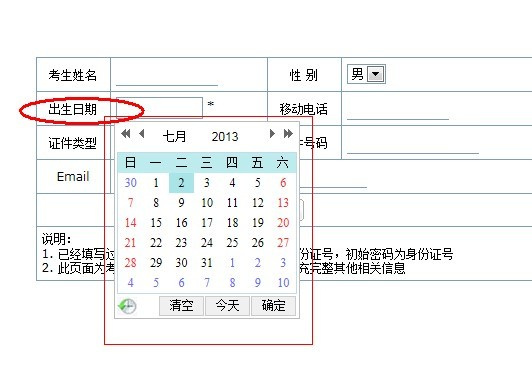 考生姓名 性 别 男
出生日期 * 移动电话
七月 2013
证件类型 件号码
日 一 二 三 四 五 六
Email 30 1 2 3 4 5 6
7 8 9 10 11 12 13
14 15 16 17 18 19 20
说明:
21 22 23 24 25 26 27
1. 已经填写过 份证号，初始密码为身份证号
28 29 30 31 1 2 3
2. 此页面为考 充完整其他相关信息
4 5 6 7 8 9 10
清空 今天 确定